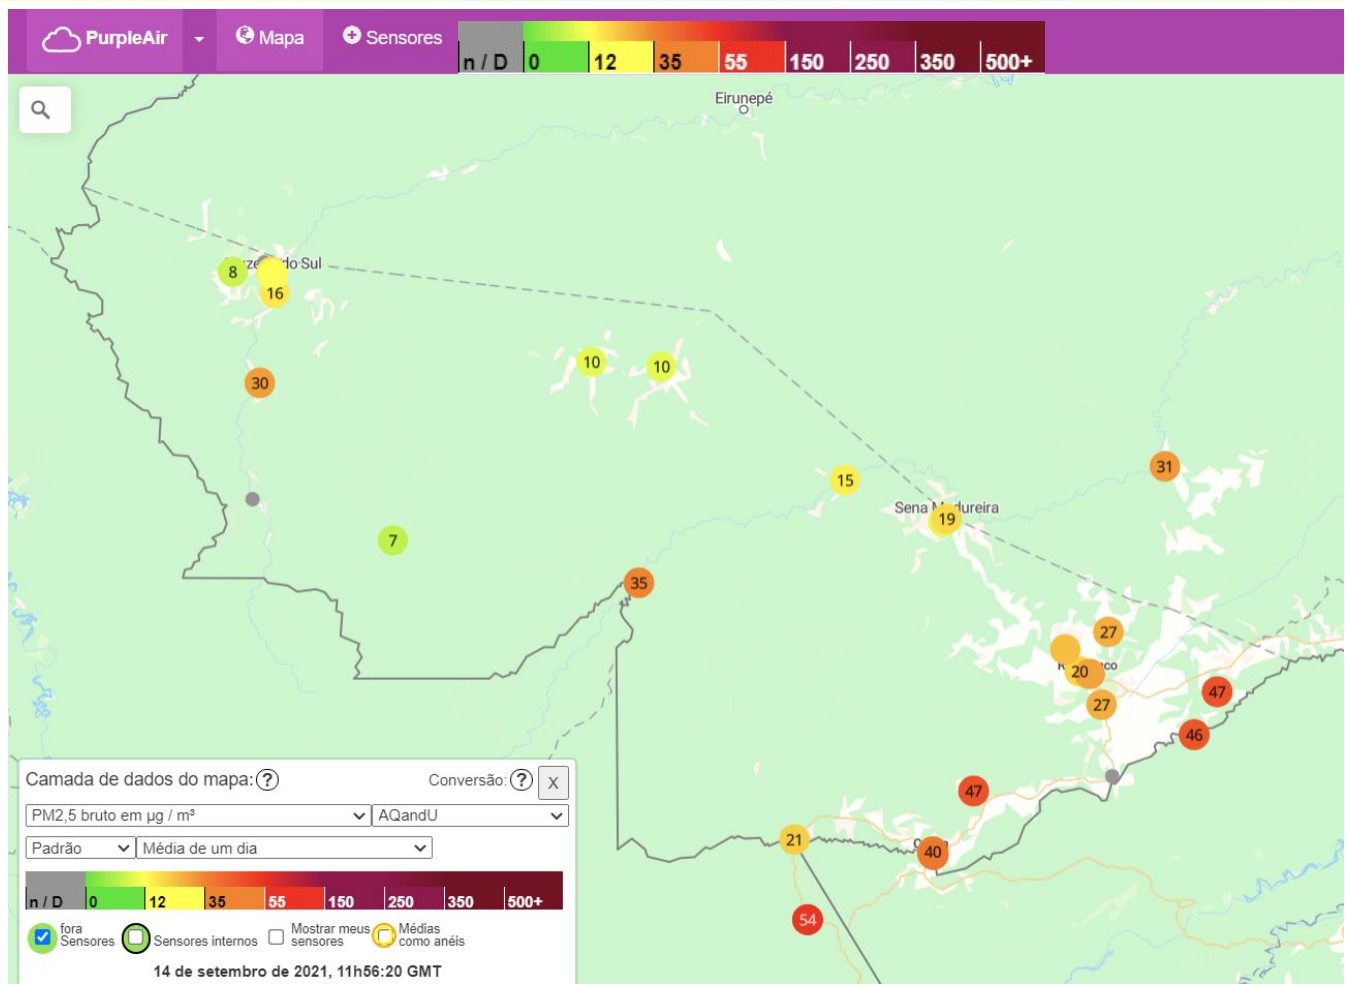 PurpleAir Mapa Sensores
n / D 0 12 35 55 150 250 350 500+
Eirunepé
8
do Sul
16
30
10
10
31
15
Sena Madureira
19
7
35
27
20
27
47
46
47
21
40
54
Camada de dados do mapa: ? Conversão: ? X
PM2,5 bruto em µg / m³ AQandU
Padrão Média de um dia
n / D 0 12 35 55 150 250 350 500+
fora Sensores Sensores internos Mostrar meus sensores Médias como anéis
14 de setembro de 2021, 11h56:20 GMT